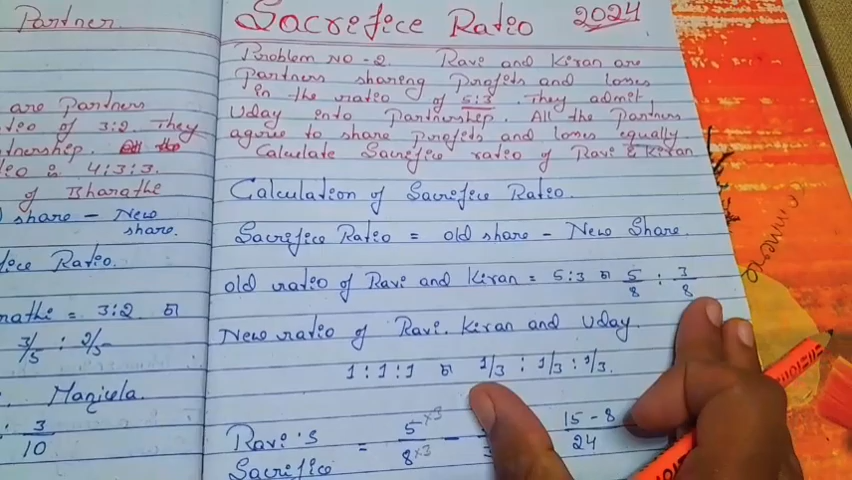 Partner.
are Partners
of 3:2. They
4:3:3.
of Bharathe
share - New
share.
Ratio.
= 3:2 or
3/5 : 2/5
Manjula.
3/10
Sacrifice Ratio 2024
Problem No - 2. Ravi and Kiran are
Partners sharing Profits and losses
in the ratio of 5:3. They admit
Uday into Partnership. All the Partners
agree to share Profits and losses equally.
Calculate Sacrifice ratio of Ravi & Kiran
Calculation of Sacrifice Ratio.
Sacrifice Ratio = old share - New Share.
old ratio of Ravi and Kiran = 5:3 or 5/8 : 3/8
New ratio of Ravi. Kiran and Uday.
1:1:1 or 1/3 : 1/3 : 1/3.
Ravi's = 5×3/8×3 - 15-8/24
Sacrifice